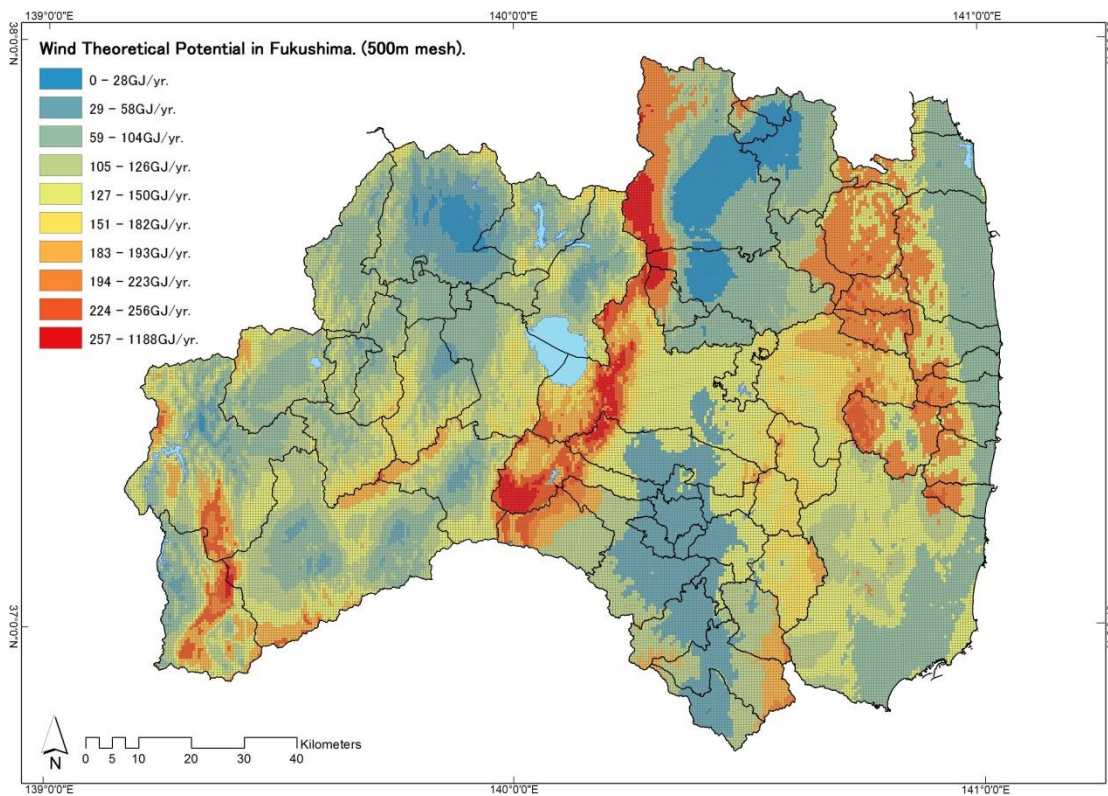 139°0'0"E
140°0'0"E
141°0'0"E
38°0'0"N
Wind Theoretical Potential in Fukushima. (500m mesh).
0 - 28GJ/yr.
29 - 58GJ/yr.
59 - 104GJ/yr.
105 - 126GJ/yr.
127 - 150GJ/yr.
151 - 182GJ/yr.
183 - 193GJ/yr.
194 - 223GJ/yr.
224 - 256GJ/yr.
257 - 1188GJ/yr.
37°0'0"N
N
Kilometers
0 5 10 20 30 40
139°0'0"E
140°0'0"E
141°0'0"E